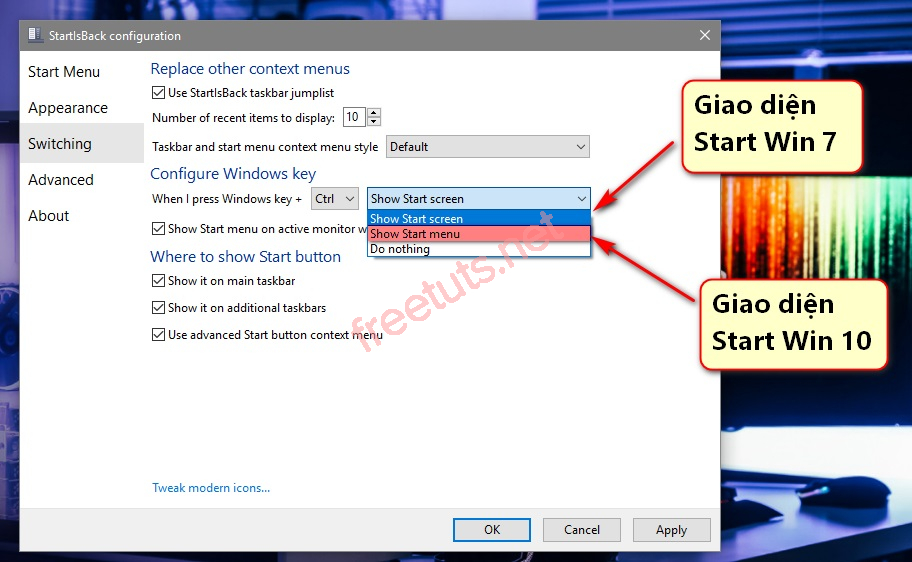 StartIsBack configuration
Start Menu
Appearance
Switching
Advanced
About
Replace other context menus
Use StartIsBack taskbar jumplist
Number of recent items to display: 10
Taskbar and start menu context menu style Default
Configure Windows key
When I press Windows key + Ctrl Show Start screen
Show Start screen
Show Start menu
Do nothing
Show Start menu on active monitor w
Where to show Start button
Show it on main taskbar
Show it on additional taskbars
Use advanced Start button context menu
Tweak modern icons...
OK Cancel Apply
Giao diện
Start Win 7
Giao diện
Start Win 10
freetuts.net